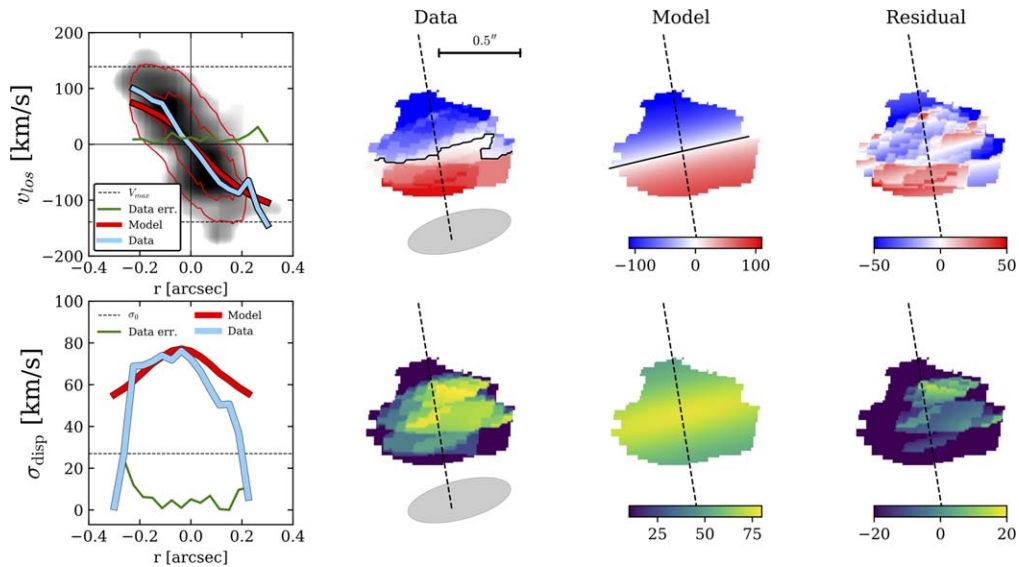 Data
Model
Residual
0.5″
200
100
0
−100
−200
v_los [km/s]
V_max
Data err.
Model
Data
−0.4 −0.2 0.0 0.2 0.4
r [arcsec]
−100 0 100
−50 0 50
100
80
60
40
20
0
σ_disp [km/s]
σ_0
Data err.
Model
Data
−0.4 −0.2 0.0 0.2 0.4
r [arcsec]
25 50 75
−20 0 20